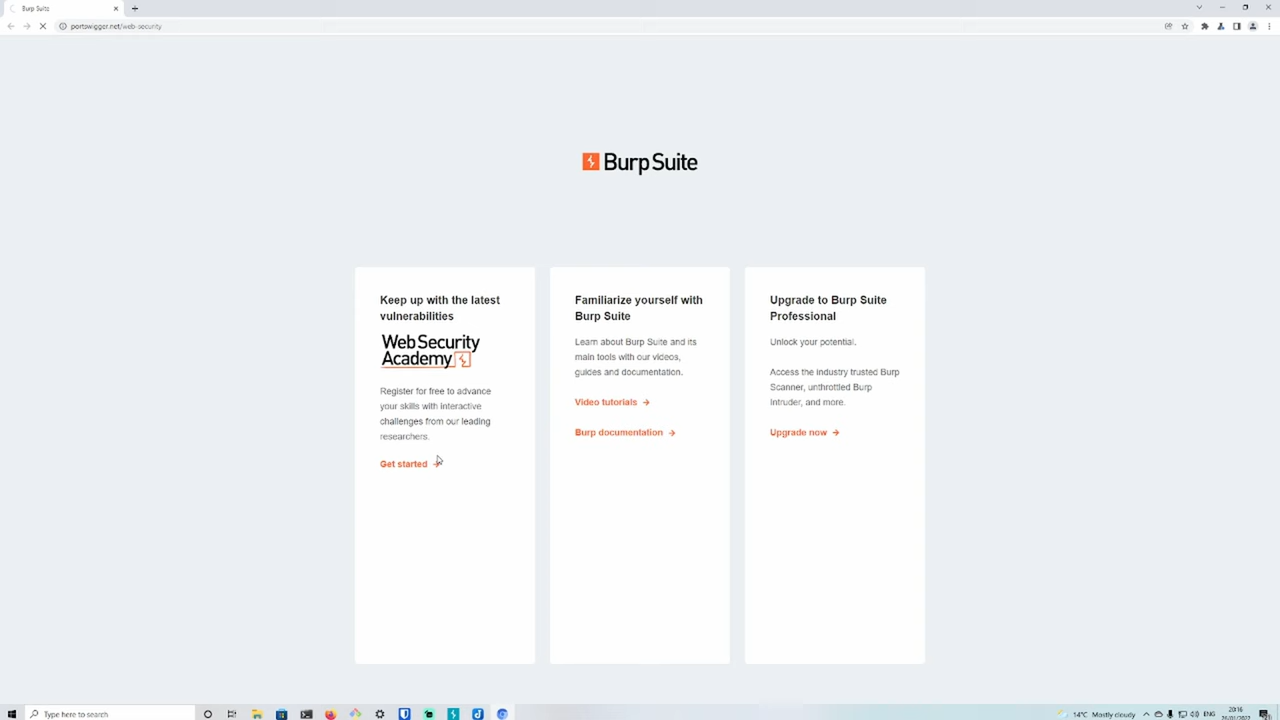 Burp Suite
portswigger.net/web-security
Burp Suite
Keep up with the latest
vulnerabilities
Web Security
Academy
Register for free to advance
your skills with interactive
challenges from our leading
researchers.
Get started
Familiarize yourself with
Burp Suite
Learn about Burp Suite and its
main tools with our videos,
guides and documentation.
Video tutorials
Burp documentation
Upgrade to Burp Suite
Professional
Unlock your potential.
Access the industry trusted Burp
Scanner, unthrottled Burp
Intruder, and more.
Upgrade now
Type here to search
14°C Mostly cloudy
ENG
20:16